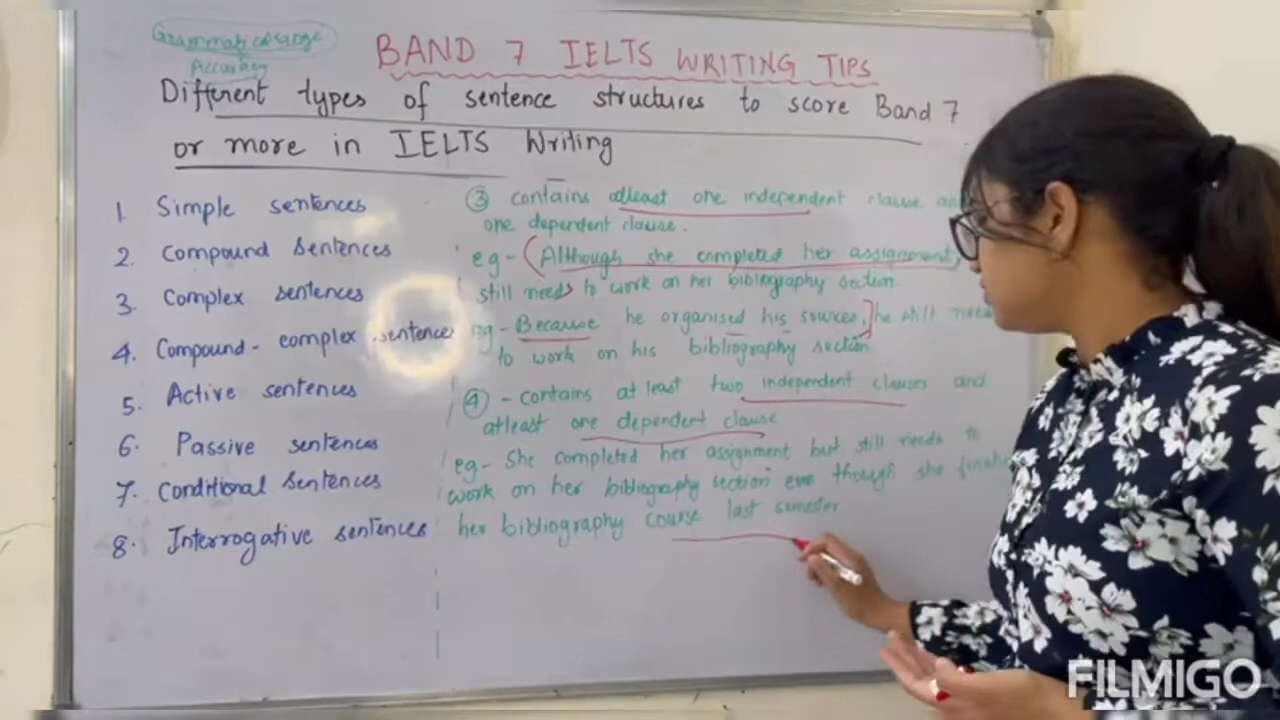 Grammatical range
Accuracy
BAND 7 IELTS WRITING TIPS
Different types of sentence structures to score Band 7
or more in IELTS Writing
1. Simple sentences
2. Compound sentences
3. Complex sentences
4. Compound - complex sentences
5. Active sentences
6. Passive sentences
7. Conditional sentences
8. Interrogative sentences
③ contains atleast one independent clause
one dependent clause.
eg- (Although she completed her assignment)
still needs to work on her bibliography section.
eg - Because he organised his sources,] he still
to work on his bibliography section
④ - contains at least two independent clauses and
atleast one dependent clause
eg- She completed her assignment but still needs to
work on her bibliography section even though she
her bibliography course last semester
FILMIGO